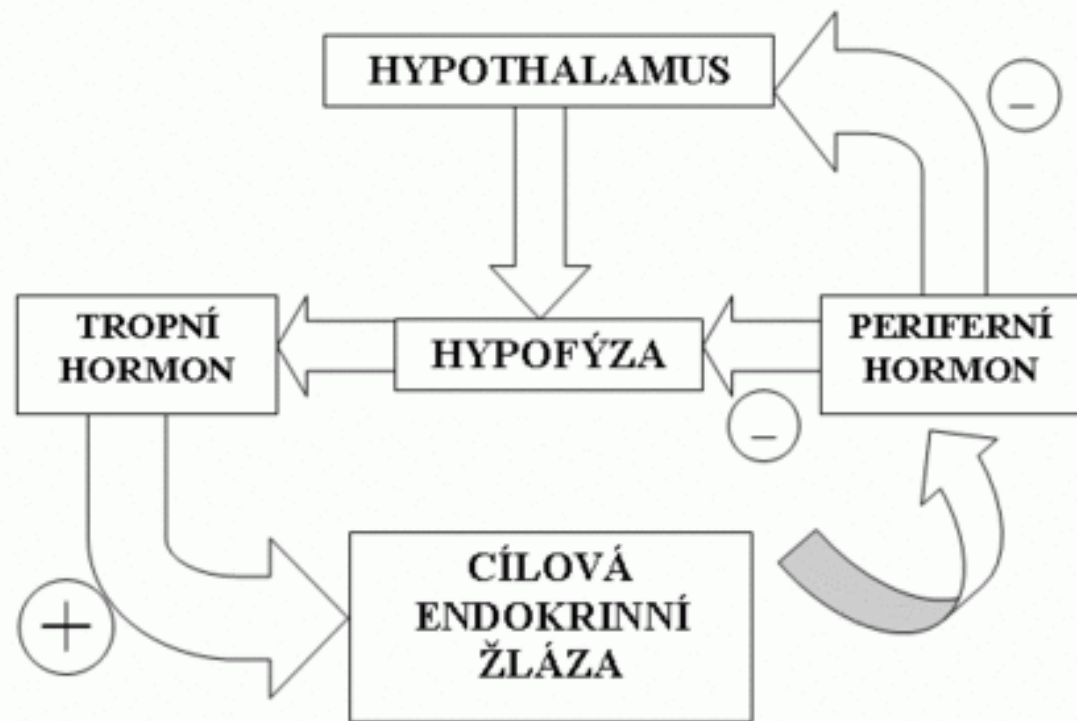 HYPOTHALAMUS
−
TROPNÍ
HORMON
HYPOFÝZA
PERIFERNÍ
HORMON
−
+
CÍLOVÁ
ENDOKRINNÍ
ŽLÁZA